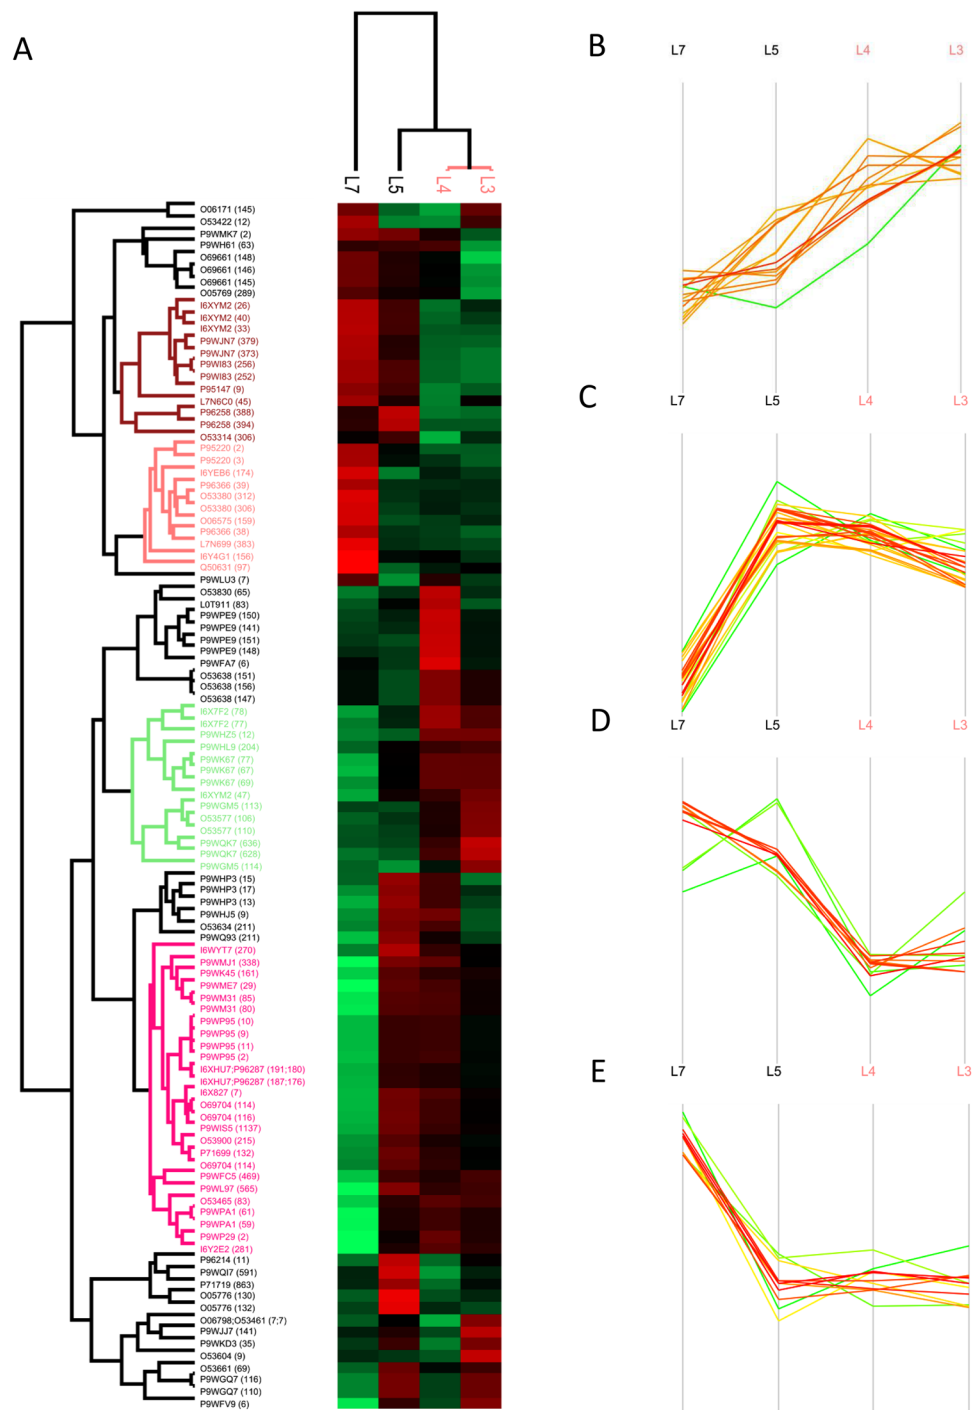 A
L7
L5
L4
L3
O06171 (145)
O53422 (12)
P9WMK7 (2)
P9WH61 (63)
O69661 (148)
O69661 (146)
O69661 (145)
O05769 (289)
I6XYM2 (26)
I6XYM2 (40)
I6XYM2 (33)
P9WJN7 (379)
P9WJN7 (373)
P9WI83 (256)
P9WI83 (252)
P95147 (9)
L7N6C0 (45)
P96258 (388)
P96258 (394)
O53314 (306)
P95220 (2)
P95220 (3)
I6YEB6 (174)
P96366 (39)
O53380 (312)
O53380 (306)
O06575 (159)
P96366 (38)
L7N699 (383)
I6Y4G1 (156)
Q50631 (97)
P9WLU3 (7)
O53830 (65)
L0T911 (83)
P9WPE9 (150)
P9WPE9 (141)
P9WPE9 (151)
P9WPE9 (148)
P9WFA7 (6)
O53638 (151)
O53638 (156)
O53638 (147)
I6X7F2 (78)
I6X7F2 (77)
P9WHZ5 (12)
P9WHL9 (204)
P9WK67 (77)
P9WK67 (67)
P9WK67 (69)
I6XYM2 (47)
P9WGM5 (113)
O53577 (106)
O53577 (110)
P9WQK7 (636)
P9WQK7 (628)
P9WGM5 (114)
P9WHP3 (15)
P9WHP3 (17)
P9WHP3 (13)
P9WHJ5 (9)
O53634 (211)
P9WQ93 (211)
I6WYT7 (270)
P9WMJ1 (338)
P9WK45 (161)
P9WME7 (29)
P9WM31 (85)
P9WM31 (80)
P9WP95 (10)
P9WP95 (9)
P9WP95 (11)
P9WP95 (2)
I6XHU7;P96287 (191;180)
I6XHU7;P96287 (187;176)
I6X827 (7)
O69704 (114)
O69704 (116)
P9WIS5 (1137)
O53900 (215)
P71699 (132)
O69704 (114)
P9WFC5 (469)
P9WL97 (565)
O53465 (83)
P9WPA1 (61)
P9WPA1 (59)
P9WP29 (2)
I6Y2E2 (281)
P96214 (11)
P9WQI7 (591)
P71719 (863)
O05776 (130)
O05776 (132)
O06798;O53461 (7;7)
P9WJJ7 (141)
P9WKD3 (35)
O53604 (9)
O53661 (69)
P9WGQ7 (116)
P9WGQ7 (110)
P9WFV9 (6)
B
L7
L5
L4
L3
C
L7
L5
L4
L3
D
L7
L5
L4
L3
E
L7
L5
L4
L3